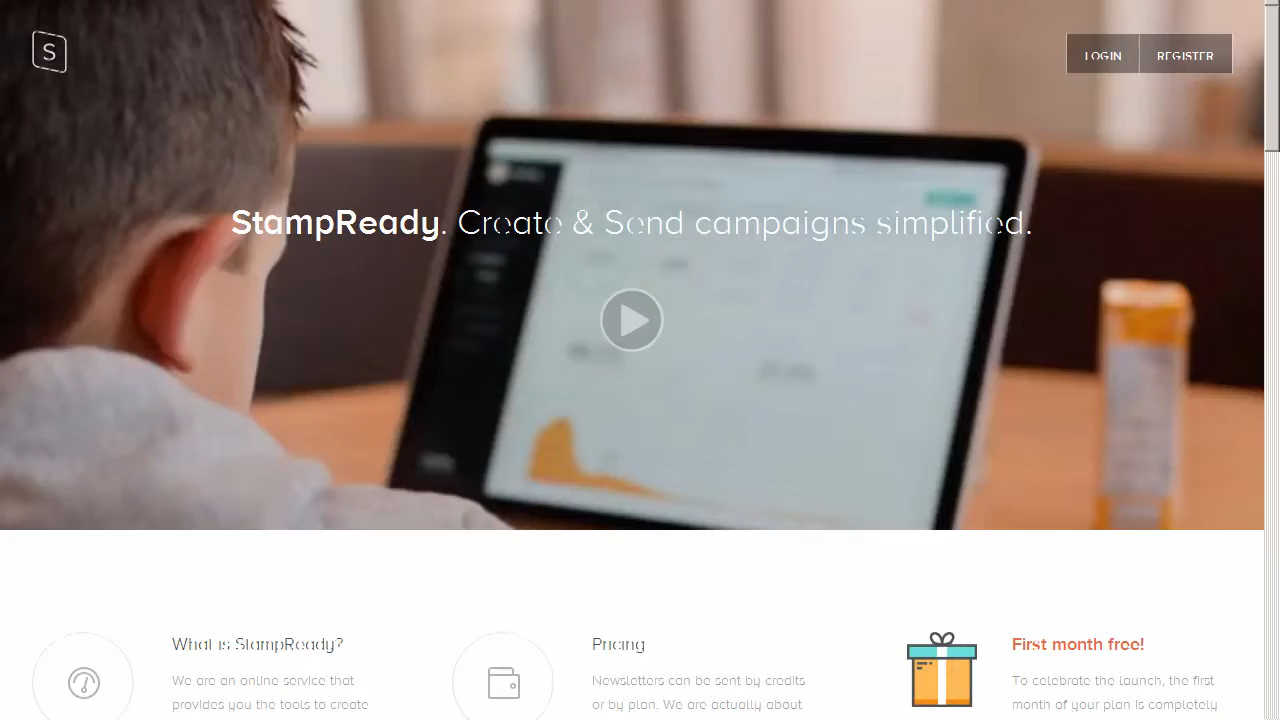 S
LOGIN
REGISTER
StampReady. Create & Send campaigns simplified.
What is StampReady?
We are an online service that
provides you the tools to create
Pricing
Newsletters can be sent by credits
or by plan. We are actually about
First month free!
To celebrate the launch, the first
month of your plan is completely